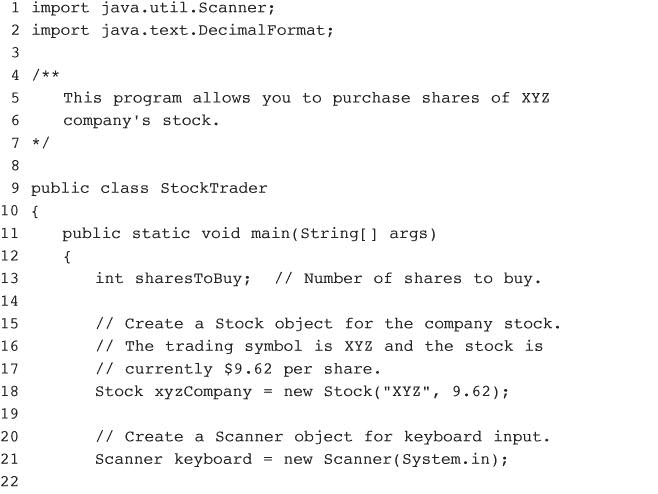 1 import java.util.Scanner;
2 import java.text.DecimalFormat;
3
4 /**
5    This program allows you to purchase shares of XYZ
6    company's stock.
7 */
8
9 public class StockTrader
10 {
11    public static void main(String[] args)
12    {
13       int sharesToBuy;  // Number of shares to buy.
14
15       // Create a Stock object for the company stock.
16       // The trading symbol is XYZ and the stock is
17       // currently $9.62 per share.
18       Stock xyzCompany = new Stock("XYZ", 9.62);
19
20       // Create a Scanner object for keyboard input.
21       Scanner keyboard = new Scanner(System.in);
22